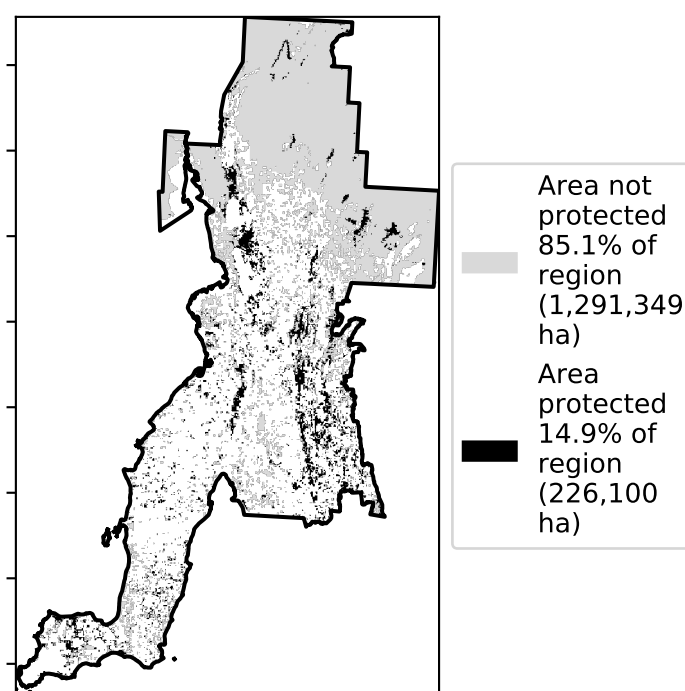 Area not
protected
85.1% of
region
(1,291,349
ha)
Area
protected
14.9% of
region
(226,100
ha)